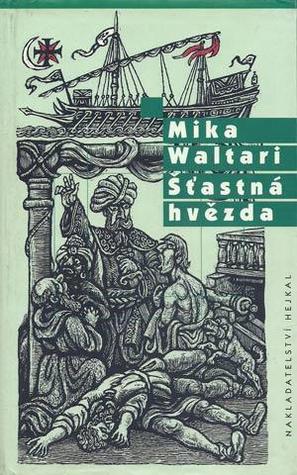 Mika
Waltari
Šťastná
hvězda
NAKLADATELSTVÍ HEJKAL